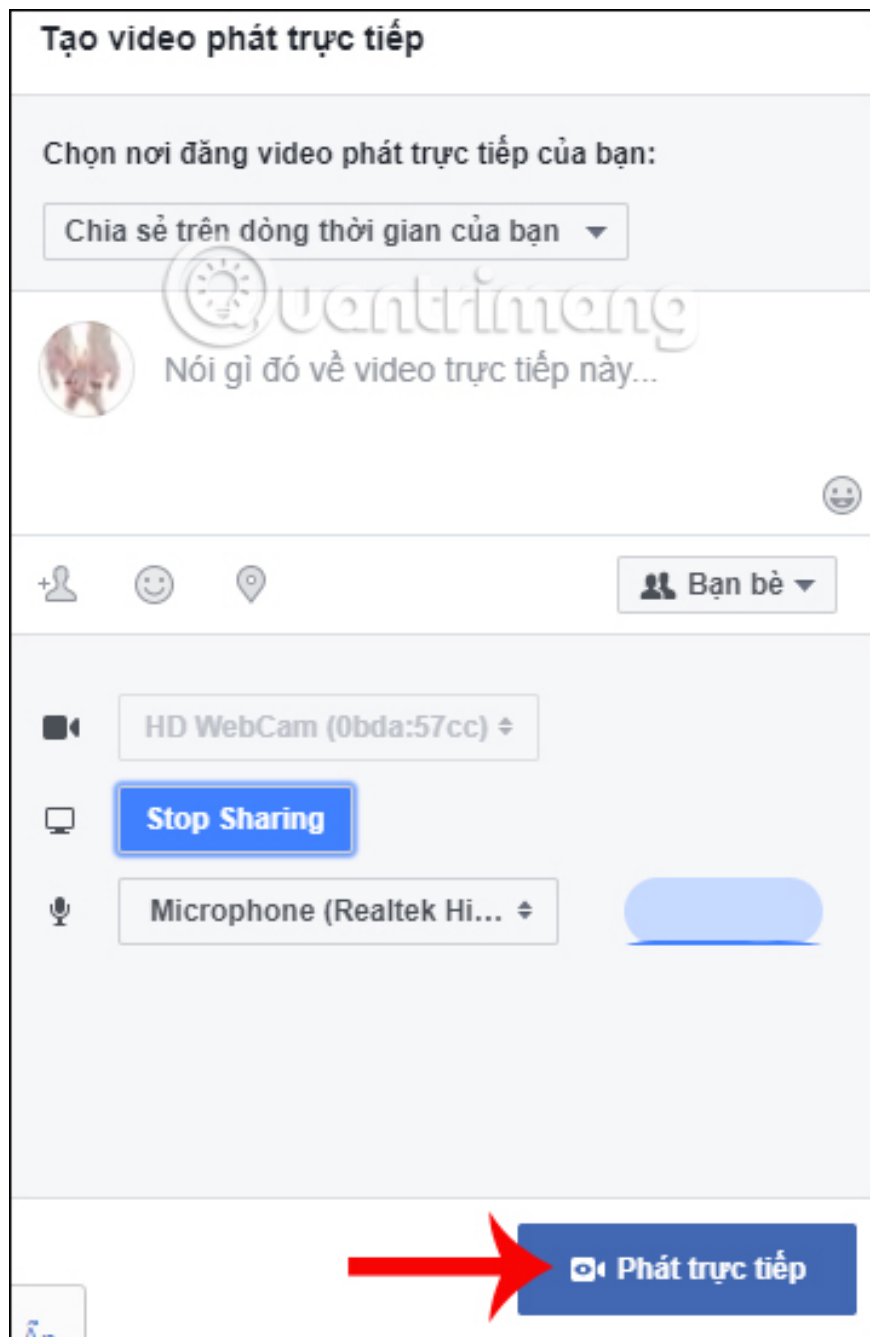 Tạo video phát trực tiếp
Chọn nơi đăng video phát trực tiếp của bạn:
Chia sẻ trên dòng thời gian của bạn
Quantrimang
Nói gì đó về video trực tiếp này...
Bạn bè
HD WebCam (0bda:57cc)
Stop Sharing
Microphone (Realtek Hi...
Phát trực tiếp